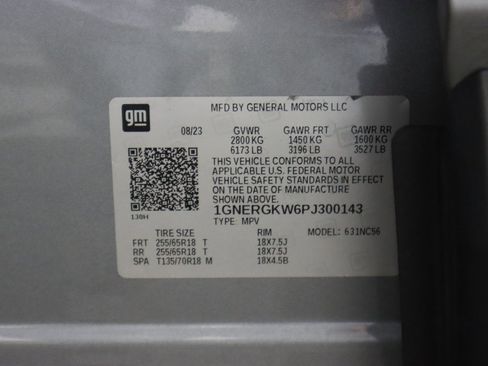 gm
MFD BY GENERAL MOTORS LLC
08/23 GVWR GAWR FRT GAWR RR
2800 KG 1450 KG 1600 KG
6173 LB 3196 LB 3527 LB
THIS VEHICLE CONFORMS TO ALL
APPLICABLE U.S. FEDERAL MOTOR
VEHICLE SAFETY STANDARDS IN EFFECT
ON THE DATE OF MANUFACTURE
SHOWN ABOVE.
1GNERGKW6PJ300143
138H TYPE: MPV
TIRE SIZE RIM MODEL: 631NC56
FRT 255/65R18 T 18X7.5J
RR 255/65R18 T 18X7.5J
SPA T135/70R18 M 18X4.5B